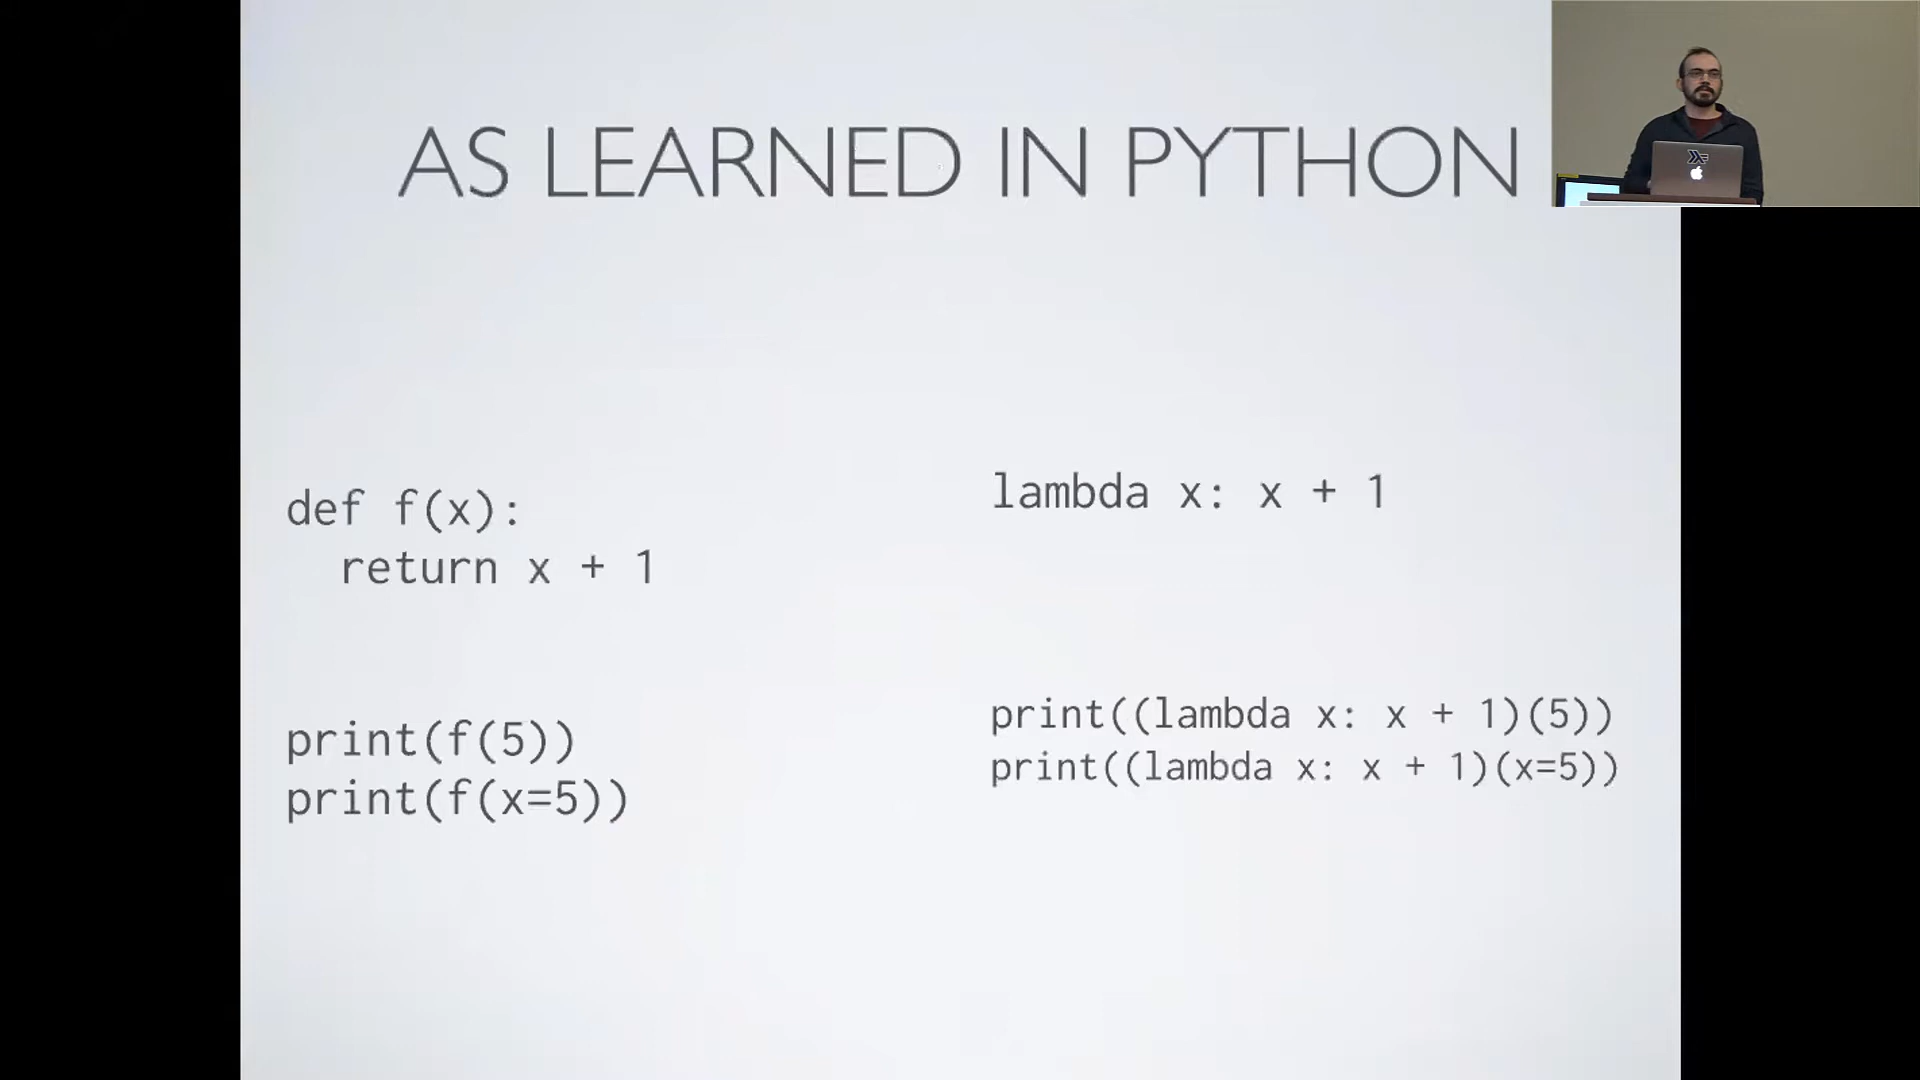 AS LEARNED IN PYTHON
def f(x):
  return x + 1
print(f(5))
print(f(x=5))
lambda x: x + 1
print((lambda x: x + 1)(5))
print((lambda x: x + 1)(x=5))